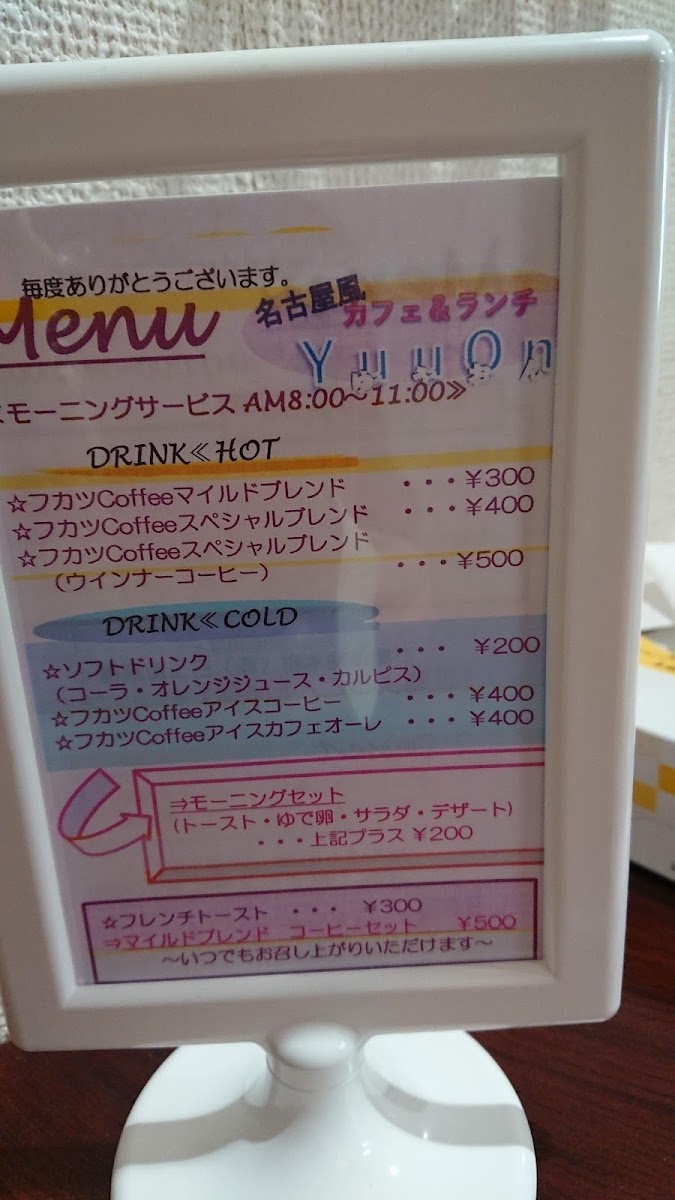 毎度ありがとうございます。
Menu
名古屋風
カフェ&ランチ
YuuOn
モーニングサービス AM8:00~11:00≫
DRINK≪HOT
☆フカツCoffeeマイルドブレンド ・・・¥300
☆フカツCoffeeスペシャルブレンド ・・・¥400
☆フカツCoffeeスペシャルブレンド
(ウインナーコーヒー) ・・・¥500
DRINK≪COLD
☆ソフトドリンク ・・・ ¥200
(コーラ・オレンジジュース・カルピス)
☆フカツCoffeeアイスコーヒー ・・・ ¥400
☆フカツCoffeeアイスカフェオーレ ・・・ ¥400
⇒モーニングセット
(トースト・ゆで卵・サラダ・デザート)
・・・上記プラス ¥200
☆フレンチトースト ・・・ ¥300
⇒マイルドブレンド コーヒーセット ¥500
~いつでもお召し上がりいただけます~